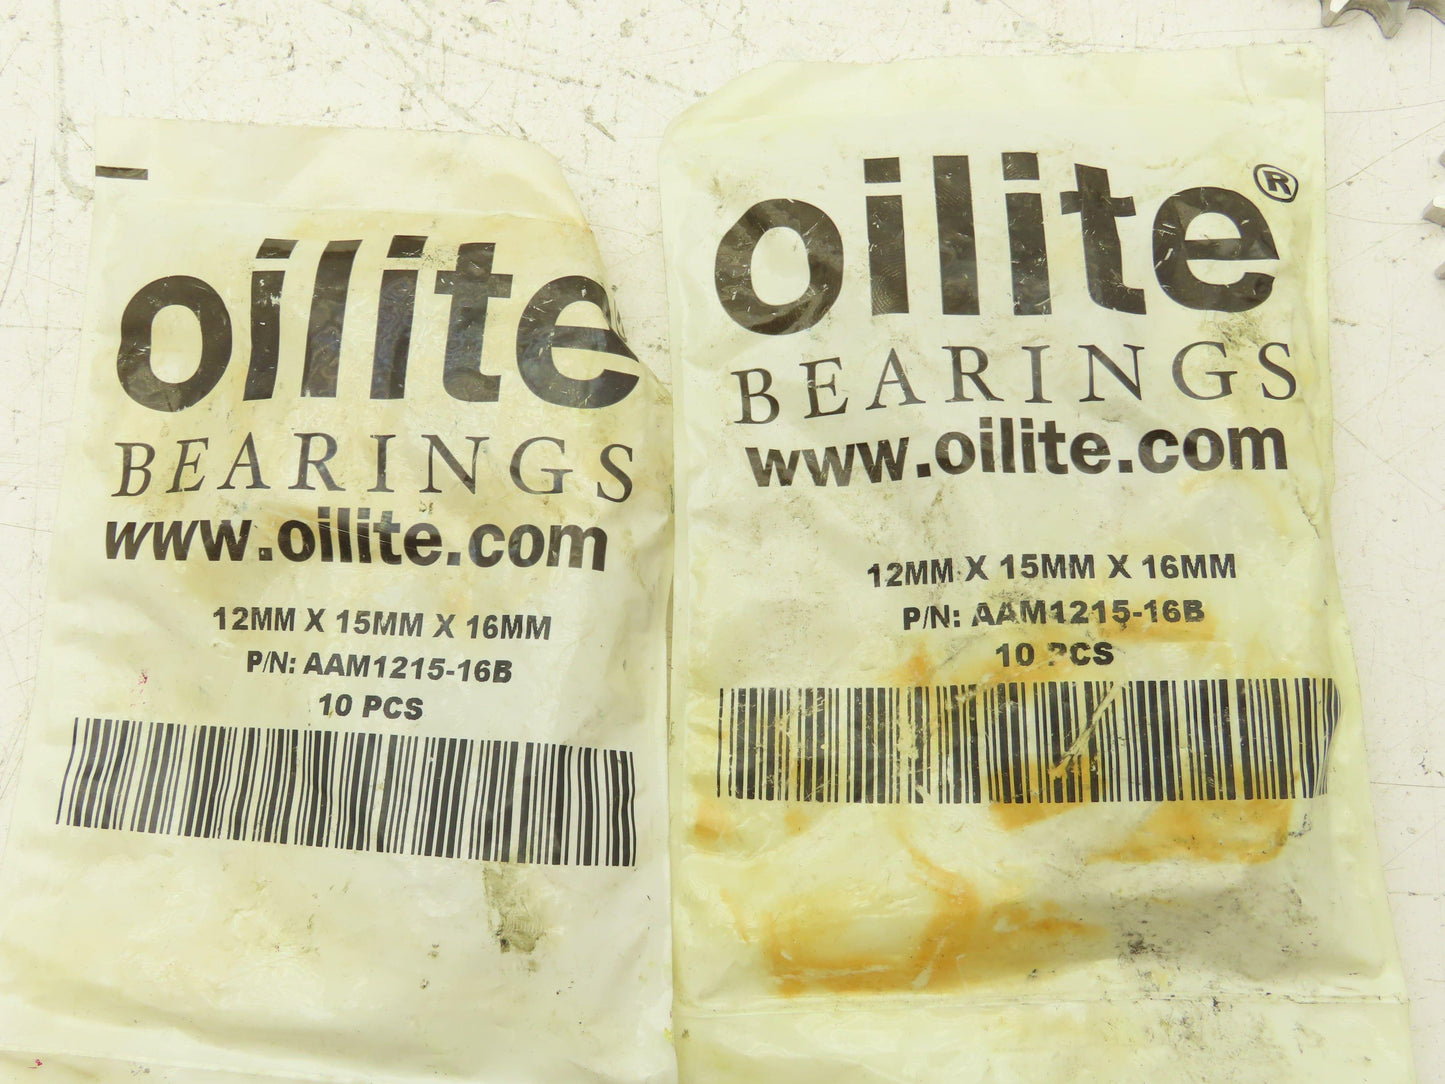 oilite
BEARINGS
www.oilite.com
12MM X 15MM X 16MM
P/N: AAM1215-16B
10 PCS
oilite®
BEARINGS
www.oilite.com
12MM X 15MM X 16MM
P/N: AAM1215-16B
10 PCS